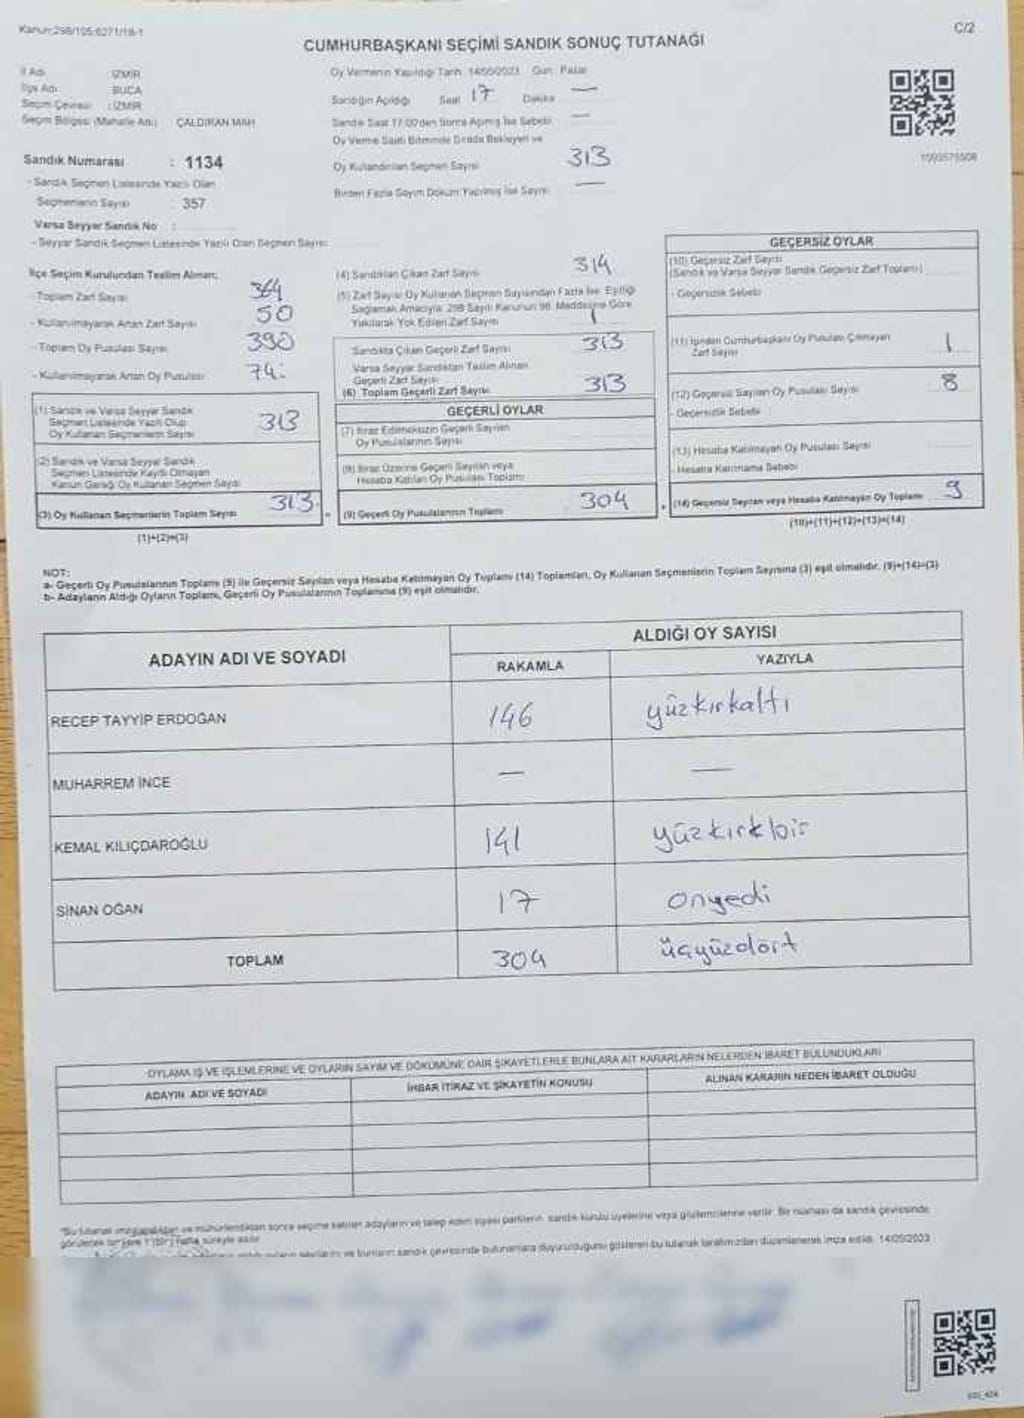 Kanun:298/105;6271/18-1
C/2
CUMHURBAŞKANI SEÇİMİ SANDIK SONUÇ TUTANAĞI
İl Adı : İZMİR
İlçe Adı : BUCA
Seçim Çevresi : İZMİR
Seçim Bölgesi (Mahalle Adı) : ÇALDIRAN MAH
Sandık Numarası : 1134
- Sandık Seçmen Listesinde Yazılı Olan
Seçmenlerin Sayısı : 357
Varsa Seyyar Sandık No :
- Seyyar Sandık Seçmen Listesinde Yazılı Olan Seçmen Sayısı:
Oy Vermenin Yapıldığı Tarih: 14/05/2023 Gün: Pazar
Sandığın Açıldığı Saat 17 Dakika —
Sandık Saat 17:00'den Sonra Açılmış İse Sebebi: —
Oy Verme Saati Bitiminde Sırada Bekleyen ve
Oy Kullandırılan Seçmen Sayısı 313
Birden Fazla Sayım Döküm Yapılmış İse Sayısı —
İlçe Seçim Kurulundan Teslim Alınan;
- Toplam Zarf Sayısı 364
- Kullanılmayarak Artan Zarf Sayısı 50
- Toplam Oy Pusulası Sayısı 390
- Kullanılmayarak Artan Oy Pusulası 74
(1) Sandık ve Varsa Seyyar Sandık
Seçmen Listesinde Yazılı Olup
Oy Kullanan Seçmenlerin Sayısı 313
(2) Sandık ve Varsa Seyyar Sandık
Seçmen Listesinde Kaydı Olmayan
Kanun Gereği Oy Kullanan Seçmen Sayısı
(3) Oy Kullanan Seçmenlerin Toplam Sayısı 313
(1)+(2)=(3)
(4) Sandıktan Çıkan Zarf Sayısı 314
(5) Zarf Sayısı Oy Kullanan Seçmen Sayısından Fazla İse, Eşitliği
Sağlamak Amacıyla, 298 Sayılı Kanunun 98. Maddesine Göre
Yakılarak Yok Edilen Zarf Sayısı 1
Sandıkta Çıkan Geçerli Zarf Sayısı 313
Varsa Seyyar Sandıktan Teslim Alınan
Geçerli Zarf Sayısı
(6) Toplam Geçerli Zarf Sayısı 313
GEÇERLİ OYLAR
(7) İtiraz Edilmeksizin Geçerli Sayılan
Oy Pusulalarının Sayısı
(8) İtiraz Üzerine Geçerli Sayılan veya
Hesaba Katılan Oy Pusulası Toplamı
(9) Geçerli Oy Pusulalarının Toplamı 304
GEÇERSİZ OYLAR
(10) Geçersiz Zarf Sayısı
(Sandık ve Varsa Seyyar Sandık Geçersiz Zarf Toplamı)
- Geçersizlik Sebebi
(11) İçinden Cumhurbaşkanı Oy Pusulası Çıkmayan
Zarf Sayısı 1
(12) Geçersiz Sayılan Oy Pusulası Sayısı 8
- Geçersizlik Sebebi
(13) Hesaba Katılmayan Oy Pusulası Sayısı
- Hesaba Katılmama Sebebi
(14) Geçersiz Sayılan veya Hesaba Katılmayan Oy Toplamı 9
(10)+(11)+(12)+(13)=(14)
NOT:
a- Geçerli Oy Pusulalarının Toplamı (9) ile Geçersiz Sayılan veya Hesaba Katılmayan Oy Toplamı (14) Toplamları, Oy Kullanan Seçmenlerin Toplam Sayısına (3) eşit olmalıdır. (9)+(14)=(3)
b- Adayların Aldığı Oyların Toplamı, Geçerli Oy Pusulalarının Toplamına (9) eşit olmalıdır.
ADAYIN ADI VE SOYADI
ALDIĞI OY SAYISI
RAKAMLA YAZIYLA
RECEP TAYYİP ERDOĞAN 146 yüzkırkaltı
MUHARREM İNCE — —
KEMAL KILIÇDAROĞLU 141 yüzkırkbir
SİNAN OĞAN 17 onyedi
TOPLAM 304 üçyüzdört
OYLAMA İŞ VE İŞLEMLERİNE VE OYLARIN SAYIM VE DÖKÜMÜNE DAİR ŞİKAYETLERLE BUNLARA AİT KARARLARIN NELERDEN İBARET BULUNDUKLARI
ADAYIN ADI VE SOYADI İHBAR İTİRAZ VE ŞİKAYETİN KONUSU ALINAN KARARIN NEDEN İBARET OLDUĞU
*Bu tutanak imzalandıktan ve mühürlendikten sonra seçime katılan adayların ve talep eden siyasi partilerin sandık kurulu üyelerine veya gözlemcilerine verilir. Bir nüshası da sandık çevresinde
görülecek bir yere 1 (Bir) hafta süreyle asılır.
ve bunların sandık çevresinde bulunanlara duyurulduğunu gösteren bu tutanak tarafımızdan düzenlenerek imza edildi. 14/05/2023